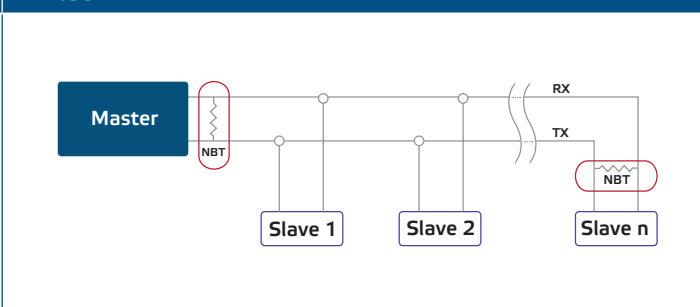 RX
Master
TX
NBT
NBT
Slave 1
Slave 2
Slave n